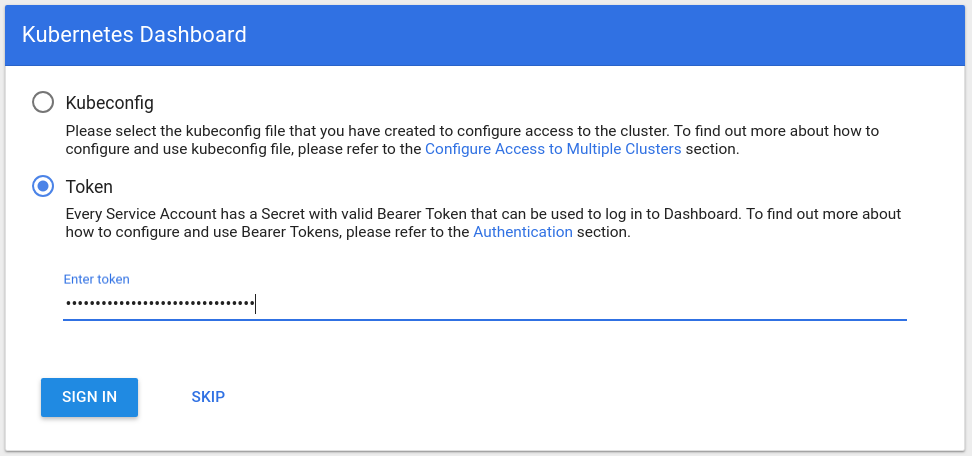 Kubernetes Dashboard
Kubeconfig
Please select the kubeconfig file that you have created to configure access to the cluster. To find out more about how to
configure and use kubeconfig file, please refer to the Configure Access to Multiple Clusters section.
Token
Every Service Account has a Secret with valid Bearer Token that can be used to log in to Dashboard. To find out more about
how to configure and use Bearer Tokens, please refer to the Authentication section.
Enter token
••••••••••••••••••••••••••••••••
SIGN IN SKIP